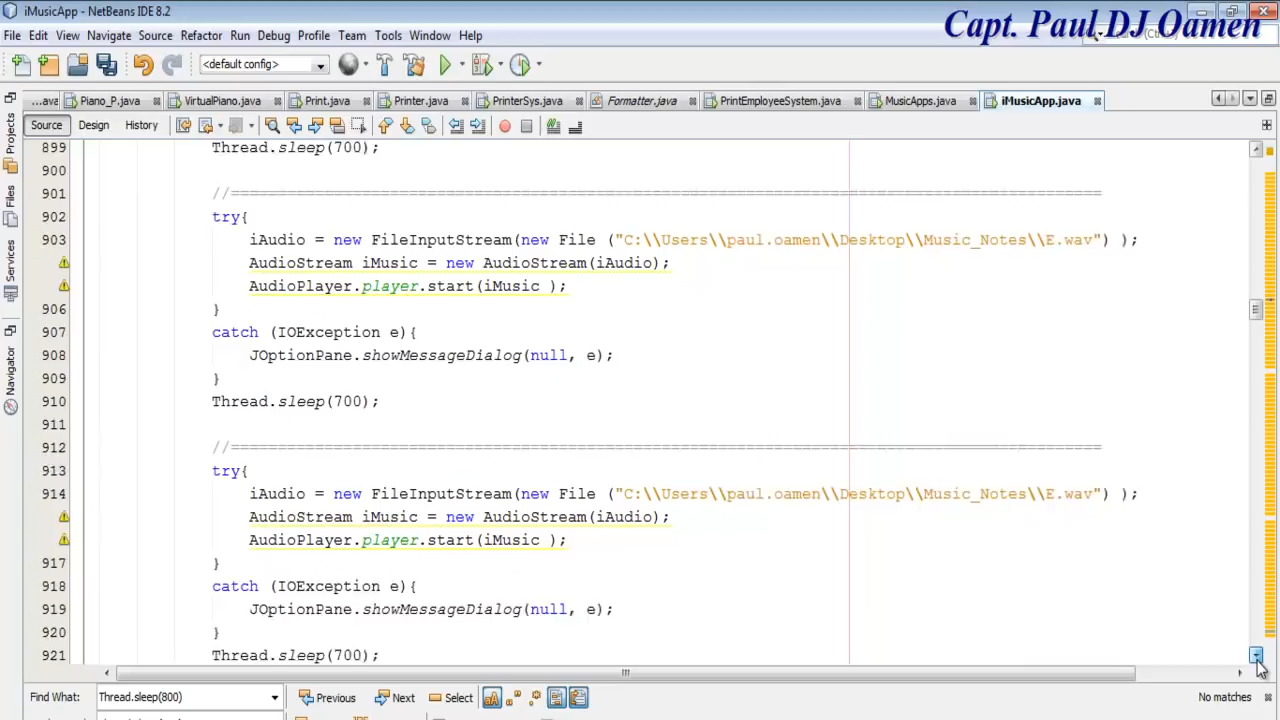 iMusicApp - NetBeans IDE 8.2
Capt. Paul DJ Oamen
File Edit View Navigate Source Refactor Run Debug Profile Team Tools Window Help
<default config>
...ava Piano_P.java VirtualPiano.java Print.java Printer.java PrinterSys.java Formatter.java PrintEmployeeSystem.java MusicApps.java iMusicApp.java
Source Design History
Projects
Files
Services
Navigator
899 Thread.sleep(700);
900
901 //=============================================================================================
902 try{
903 iAudio = new FileInputStream(new File ("C:\\Users\\paul.oamen\\Desktop\\Music_Notes\\E.wav") );
AudioStream iMusic = new AudioStream(iAudio);
AudioPlayer.player.start(iMusic );
906 }
907 catch (IOException e){
908 JOptionPane.showMessageDialog(null, e);
909 }
910 Thread.sleep(700);
911
912 //=============================================================================================
913 try{
914 iAudio = new FileInputStream(new File ("C:\\Users\\paul.oamen\\Desktop\\Music_Notes\\E.wav") );
AudioStream iMusic = new AudioStream(iAudio);
AudioPlayer.player.start(iMusic );
917 }
918 catch (IOException e){
919 JOptionPane.showMessageDialog(null, e);
920 }
921 Thread.sleep(700);
Find What: Thread.sleep(800) Previous Next Select No matches